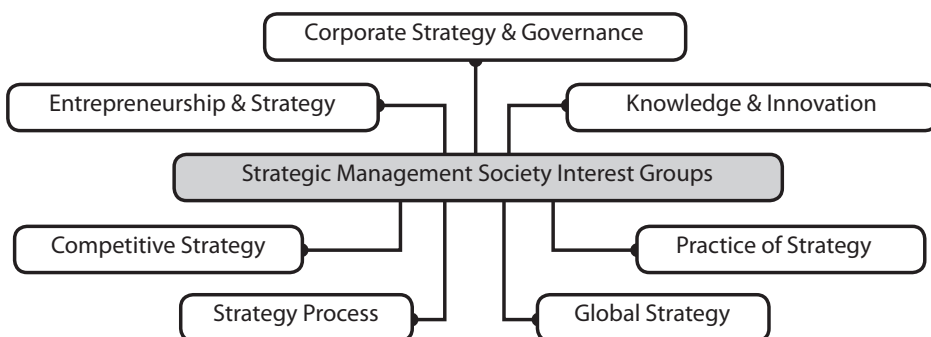 Corporate Strategy & Governance
Entrepreneurship & Strategy
Knowledge & Innovation
Strategic Management Society Interest Groups
Competitive Strategy
Practice of Strategy
Strategy Process
Global Strategy